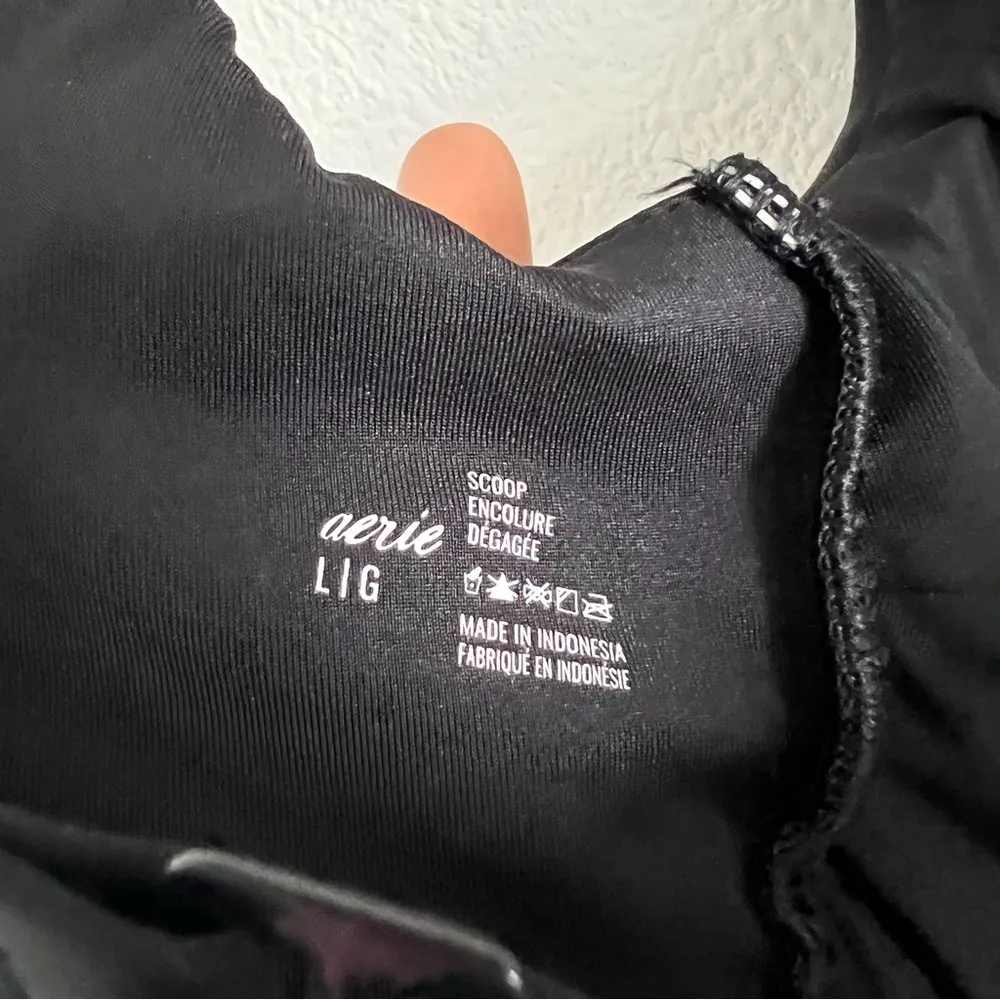 aerie
L|G
SCOOP
ENCOLURE
DÉGAGÉE
MADE IN INDONESIA
FABRIQUÉ EN INDONÉSIE